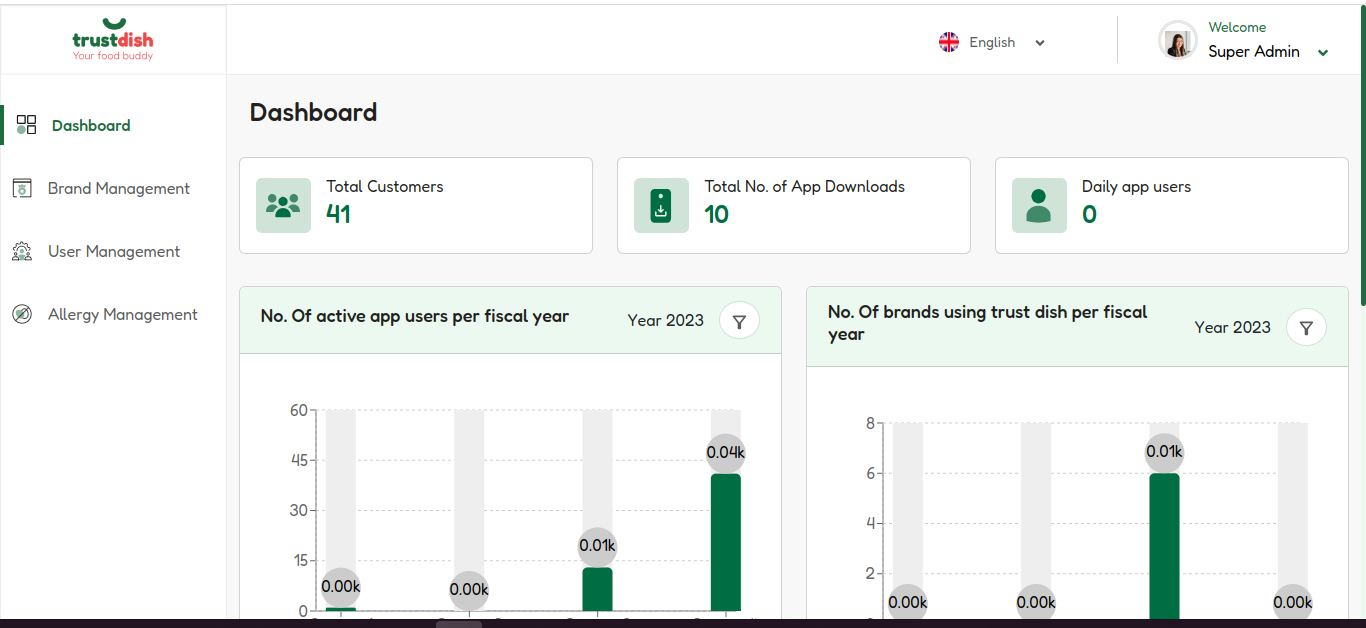 trustdish
Your food buddy
English
Welcome
Super Admin
Dashboard
Brand Management
User Management
Allergy Management
Dashboard
Total Customers
41
Total No. of App Downloads
10
Daily app users
0
No. Of active app users per fiscal year
Year 2023
60
45
30
15
0
0.00k
0.00k
0.01k
0.04k
No. Of brands using trust dish per fiscal
year
Year 2023
8
6
4
2
0.00k
0.00k
0.01k
0.00k